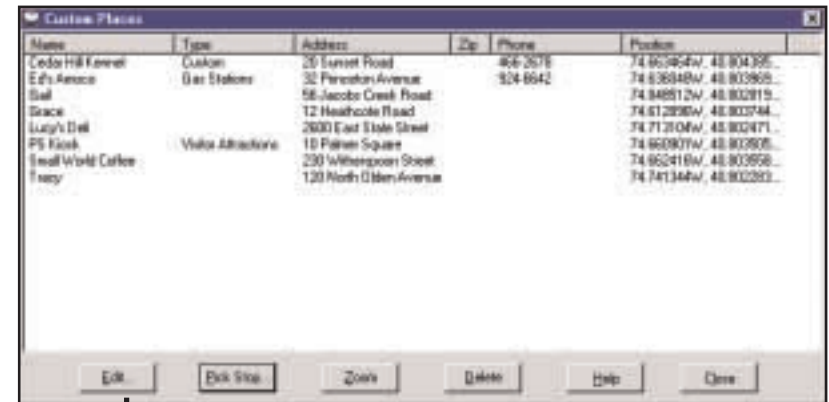 Custom Places
Name Type Address Zip Phone Position
Cedar Hill Kennel Custom 20 Sunset Road 466-2678
Ed's Amoco Gas Stations 32 Princeton Avenue 924-6642
Gail 56 Jacobs Creek Road
Grace 12 Heathcote Road
Lucy's Deli 2600 East State Street
PS Kiosk Visitor Attractions 10 Palmer Square
Small World Coffee 230 Witherspoon Street
Tracy 120 North Olden Avenue
Edit... Pick Stop Zoom Delete Help Close